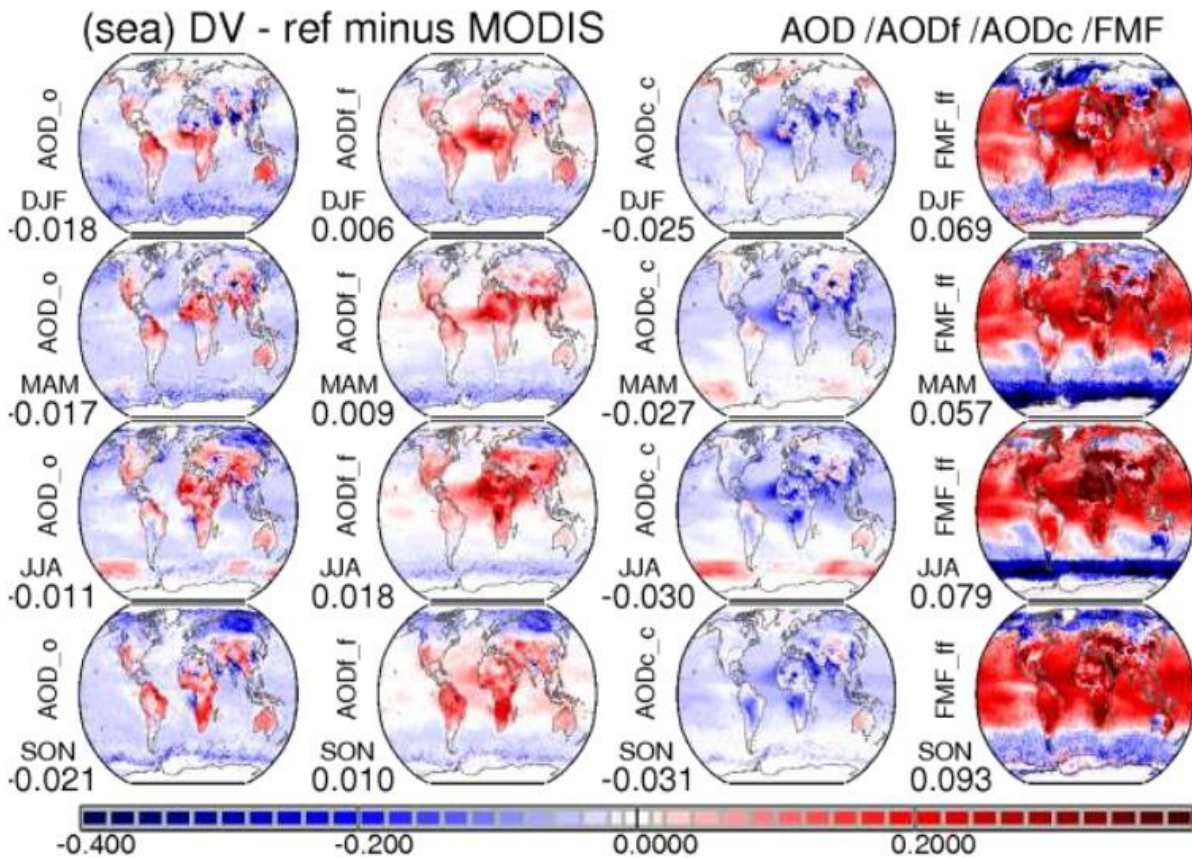 (sea) DV - ref minus MODIS
AOD /AODf /AODc /FMF
AOD_o
DJF
-0.018
AODf_f
DJF
0.006
AODc_c
DJF
-0.025
FMF_ff
DJF
0.069
AOD_o
MAM
-0.017
AODf_f
MAM
0.009
AODc_c
MAM
-0.027
FMF_ff
MAM
0.057
AOD_o
JJA
-0.011
AODf_f
JJA
0.018
AODc_c
JJA
-0.030
FMF_ff
JJA
0.079
AOD_o
SON
-0.021
AODf_f
SON
0.010
AODc_c
SON
-0.031
FMF_ff
SON
0.093
-0.400
-0.200
0.0000
0.2000